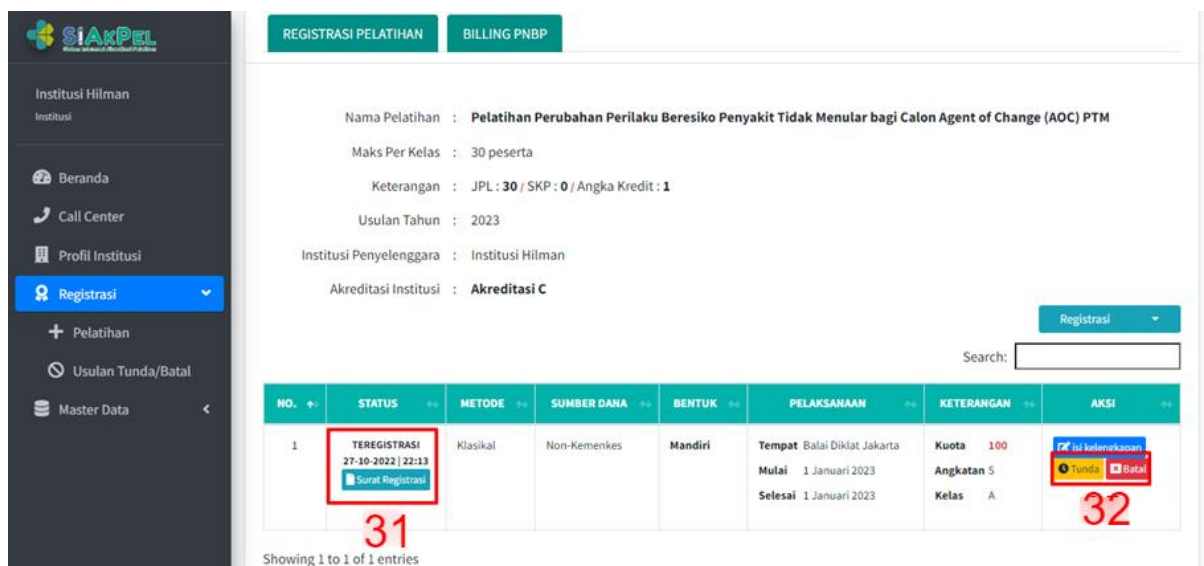 SIAKPEL
REGISTRASI PELATIHAN
BILLING PNBP
Institusi Hilman
Institusi
Beranda
Call Center
Profil Institusi
Registrasi
Pelatihan
Usulan Tunda/Batal
Master Data
Nama Pelatihan : Pelatihan Perubahan Perilaku Beresiko Penyakit Tidak Menular bagi Calon Agent of Change (AOC) PTM
Maks Per Kelas : 30 peserta
Keterangan : JPL : 30 / SKP : 0 / Angka Kredit : 1
Usulan Tahun : 2023
Institusi Penyelenggara : Institusi Hilman
Akreditasi Institusi : Akreditasi C
Registrasi
Search:
NO. STATUS METODE SUMBER DANA BENTUK PELAKSANAAN KETERANGAN AKSI
1 TEREGISTRASI Klasikal Non-Kemenkes Mandiri Tempat Balai Diklat Jakarta Kuota 100 isi kelengkapan
27-10-2022 | 22:13 Mulai 1 Januari 2023 Angkatan 5 Tunda Batal
Surat Registrasi Selesai 1 Januari 2023 Kelas A
31 32
Showing 1 to 1 of 1 entries